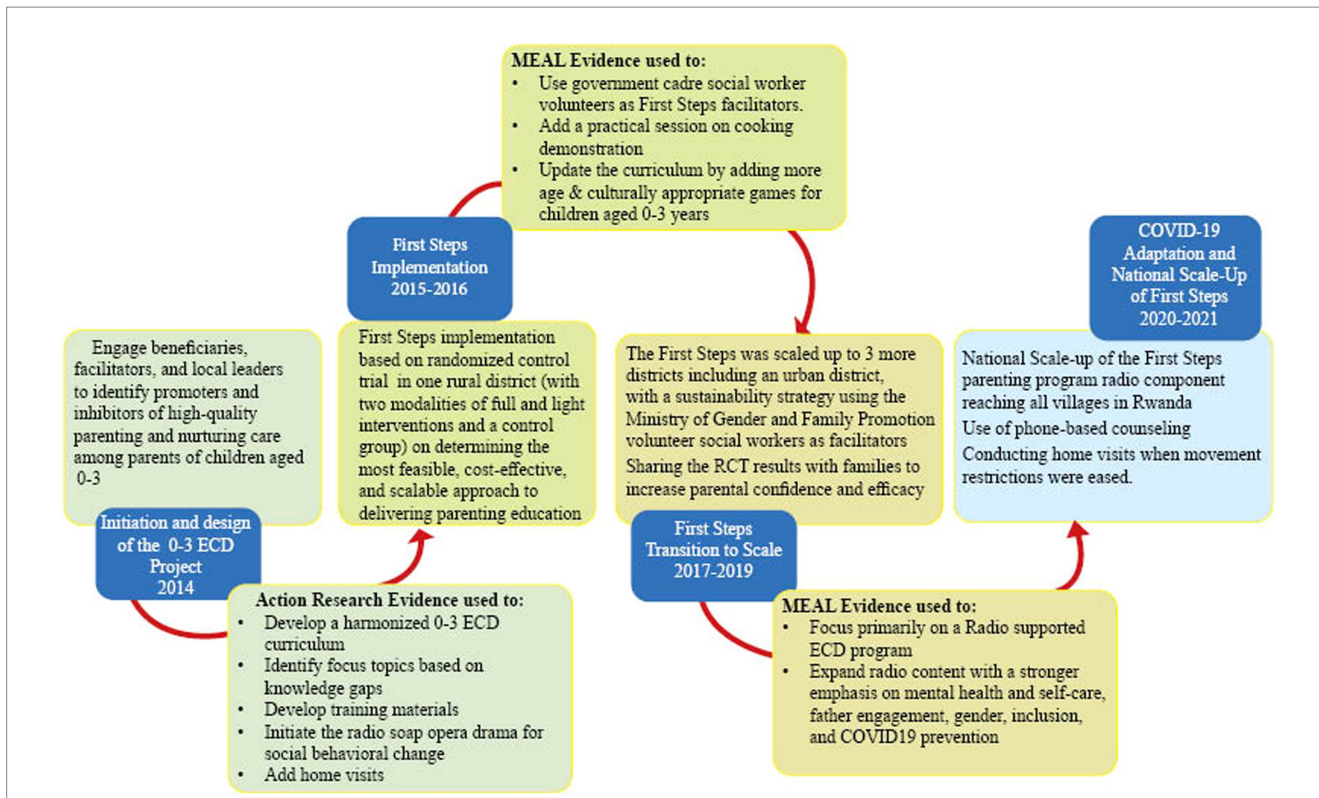 Engage beneficiaries,
facilitators, and local leaders
to identify promoters and
inhibitors of high-quality
parenting and nurturing care
among parents of children aged
0-3
Initiation and design
of the 0-3 ECD
Project
2014
Action Research Evidence used to:
• Develop a harmonized 0-3 ECD
curriculum
• Identify focus topics based on
knowledge gaps
• Develop training materials
• Initiate the radio soap opera drama for
social behavioral change
• Add home visits
First Steps
Implementation
2015-2016
First Steps implementation
based on randomized control
trial in one rural district (with
two modalities of full and light
interventions and a control
group) on determining the
most feasible, cost-effective,
and scalable approach to
delivering parenting education
MEAL Evidence used to:
• Use government cadre social worker
volunteers as First Steps facilitators.
• Add a practical session on cooking
demonstration
• Update the curriculum by adding more
age & culturally appropriate games for
children aged 0-3 years
The First Steps was scaled up to 3 more
districts including an urban district,
with a sustainability strategy using the
Ministry of Gender and Family Promotion
volunteer social workers as facilitators
Sharing the RCT results with families to
increase parental confidence and efficacy
First Steps
Transition to Scale
2017-2019
MEAL Evidence used to:
• Focus primarily on a Radio supported
ECD program
• Expand radio content with a stronger
emphasis on mental health and self-care,
father engagement, gender, inclusion,
and COVID19 prevention
COVID-19
Adaptation and
National Scale-Up
of First Steps
2020-2021
National Scale-up of the First Steps
parenting program radio component
reaching all villages in Rwanda
Use of phone-based counseling
Conducting home visits when movement
restrictions were eased.